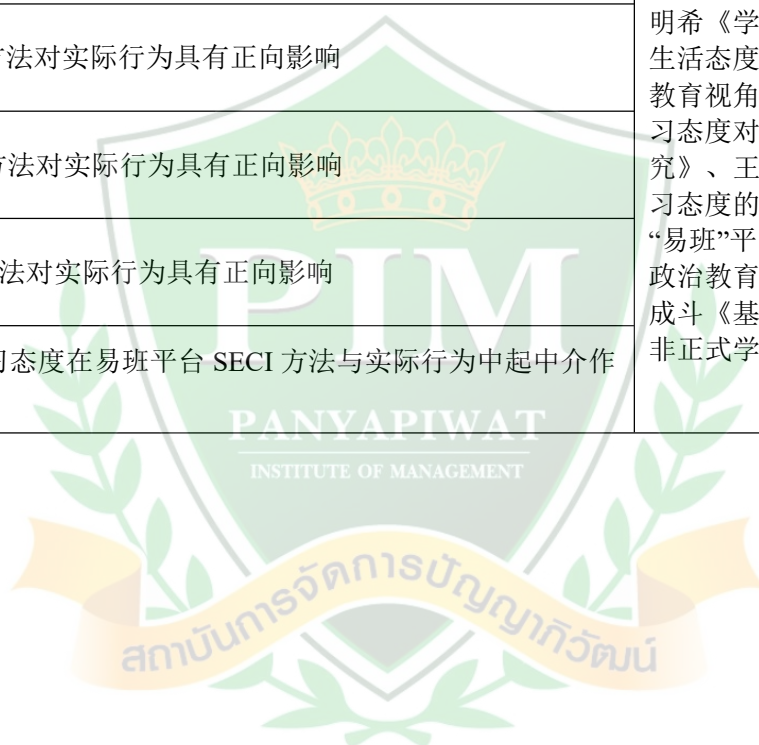 方法对实际行为具有正向影响
方法对实际行为具有正向影响
法对实际行为具有正向影响
习态度在易班平台 SECI 方法与实际行为中起中介作
明希《学
生活态度
教育视角
习态度对
究》、王
习态度的
“易班”平
政治教育
成斗《基
非正式学
PIM
PANYAPIWAT
INSTITUTE OF MANAGEMENT
สถาบันการจัดการปัญญาภิวัฒน์